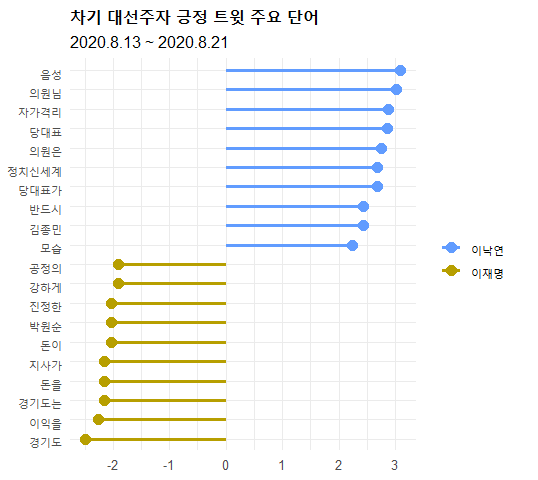 차기 대선주자 긍정 트윗 주요 단어
2020.8.13 ~ 2020.8.21
음성
의원님
자가격리
당대표
의원은
정치신세계
당대표가
반드시
김종민
모습
공정의
강하게
진정한
박원순
돈이
지사가
돈을
경기도는
이익을
경기도
-2 -1 0 1 2 3
이낙연
이재명